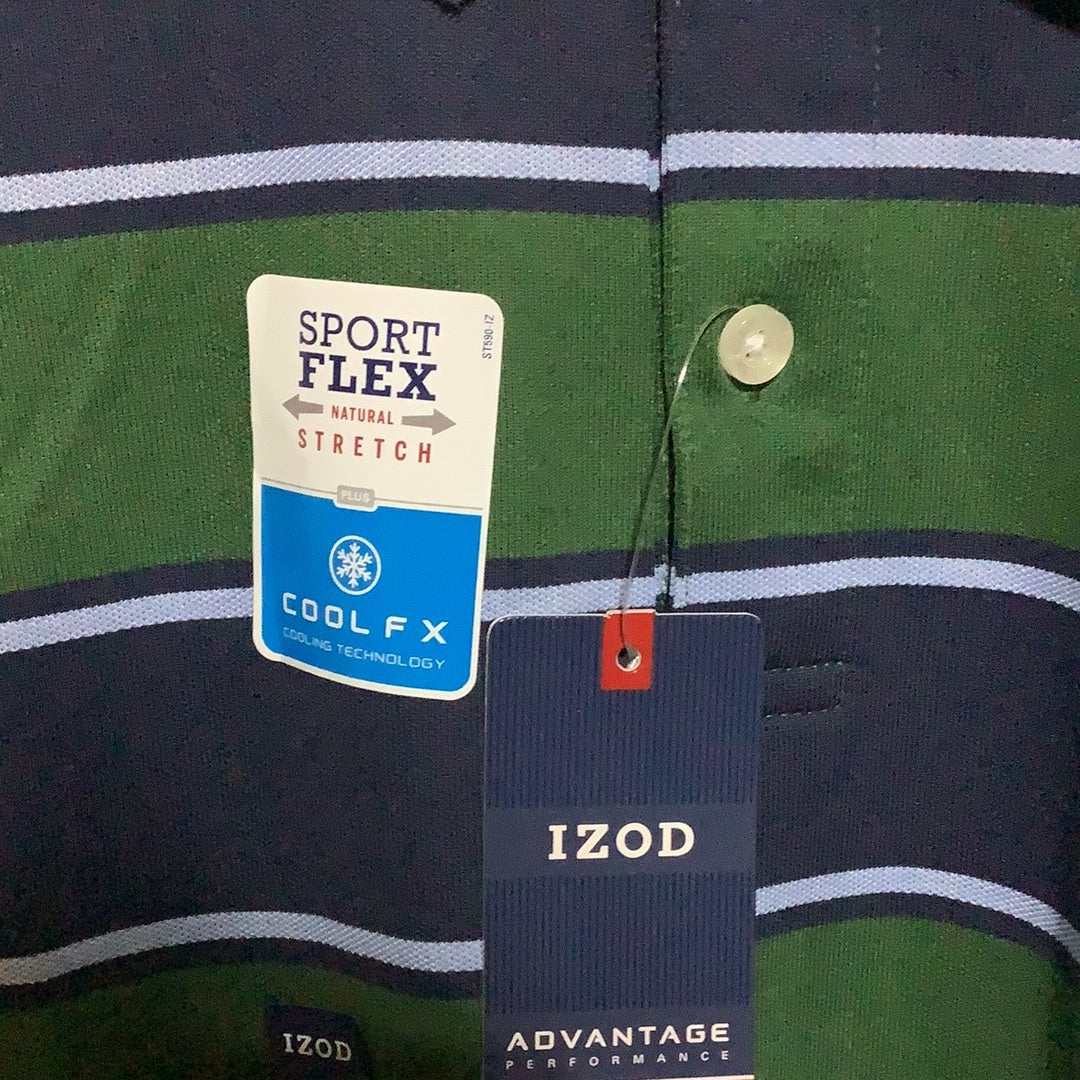 SPORT
FLEX
NATURAL
STRETCH
ST590-IZ
PLUS
COOL FX
COOLING TECHNOLOGY
IZOD
ADVANTAGE
PERFORMANCE
IZOD